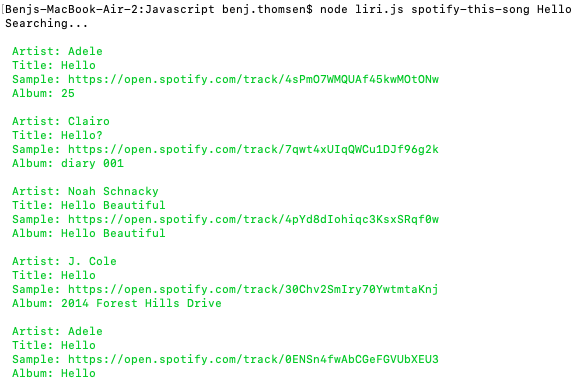 [Benjs-MacBook-Air-2:Javascript benj.thomsen$ node liri.js spotify-this-song Hello
Searching...
Artist: Adele
Title: Hello
Sample: https://open.spotify.com/track/4sPmO7WMQUAf45kwMOtONw
Album: 25
Artist: Clairo
Title: Hello?
Sample: https://open.spotify.com/track/7qwt4xUIqQWCu1DJf96g2k
Album: diary 001
Artist: Noah Schnacky
Title: Hello Beautiful
Sample: https://open.spotify.com/track/4pYd8dIohiqc3KsxSRqf0w
Album: Hello Beautiful
Artist: J. Cole
Title: Hello
Sample: https://open.spotify.com/track/30Chv2SmIry70YwtmtaKnj
Album: 2014 Forest Hills Drive
Artist: Adele
Title: Hello
Sample: https://open.spotify.com/track/0ENSn4fwAbCGeFGVUbXEU3
Album: Hello